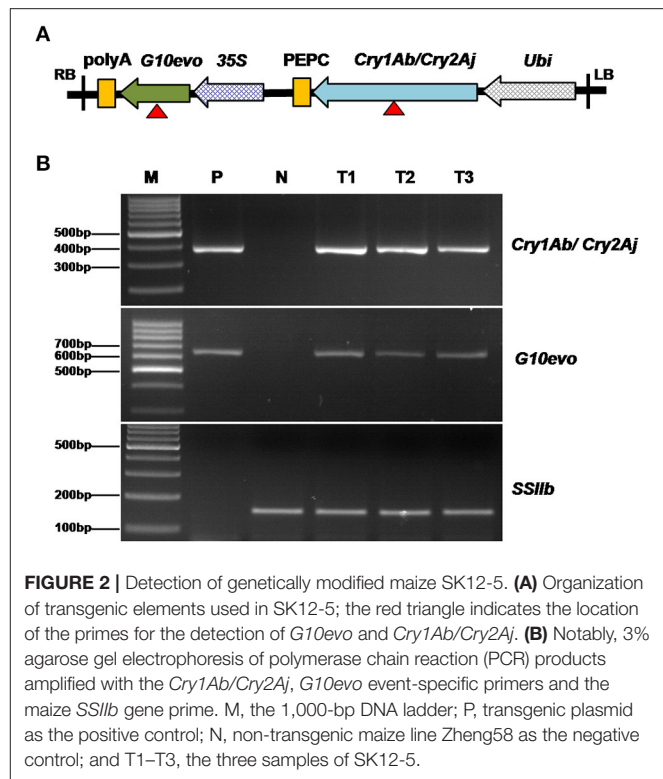 A
polyA G10evo 35S PEPC Cry1Ab/Cry2Aj Ubi
RB LB
B
M P N T1 T2 T3
500bp
400bp
300bp
Cry1Ab/ Cry2Aj
700bp
600bp
500bp
G10evo
500bp
200bp
100bp
SSIIb
FIGURE 2 | Detection of genetically modified maize SK12-5. (A) Organization
of transgenic elements used in SK12-5; the red triangle indicates the location
of the primes for the detection of G10evo and Cry1Ab/Cry2Aj. (B) Notably, 3%
agarose gel electrophoresis of polymerase chain reaction (PCR) products
amplified with the Cry1Ab/Cry2Aj, G10evo event-specific primers and the
maize SSIIb gene prime. M, the 1,000-bp DNA ladder; P, transgenic plasmid
as the positive control; N, non-transgenic maize line Zheng58 as the negative
control; and T1–T3, the three samples of SK12-5.